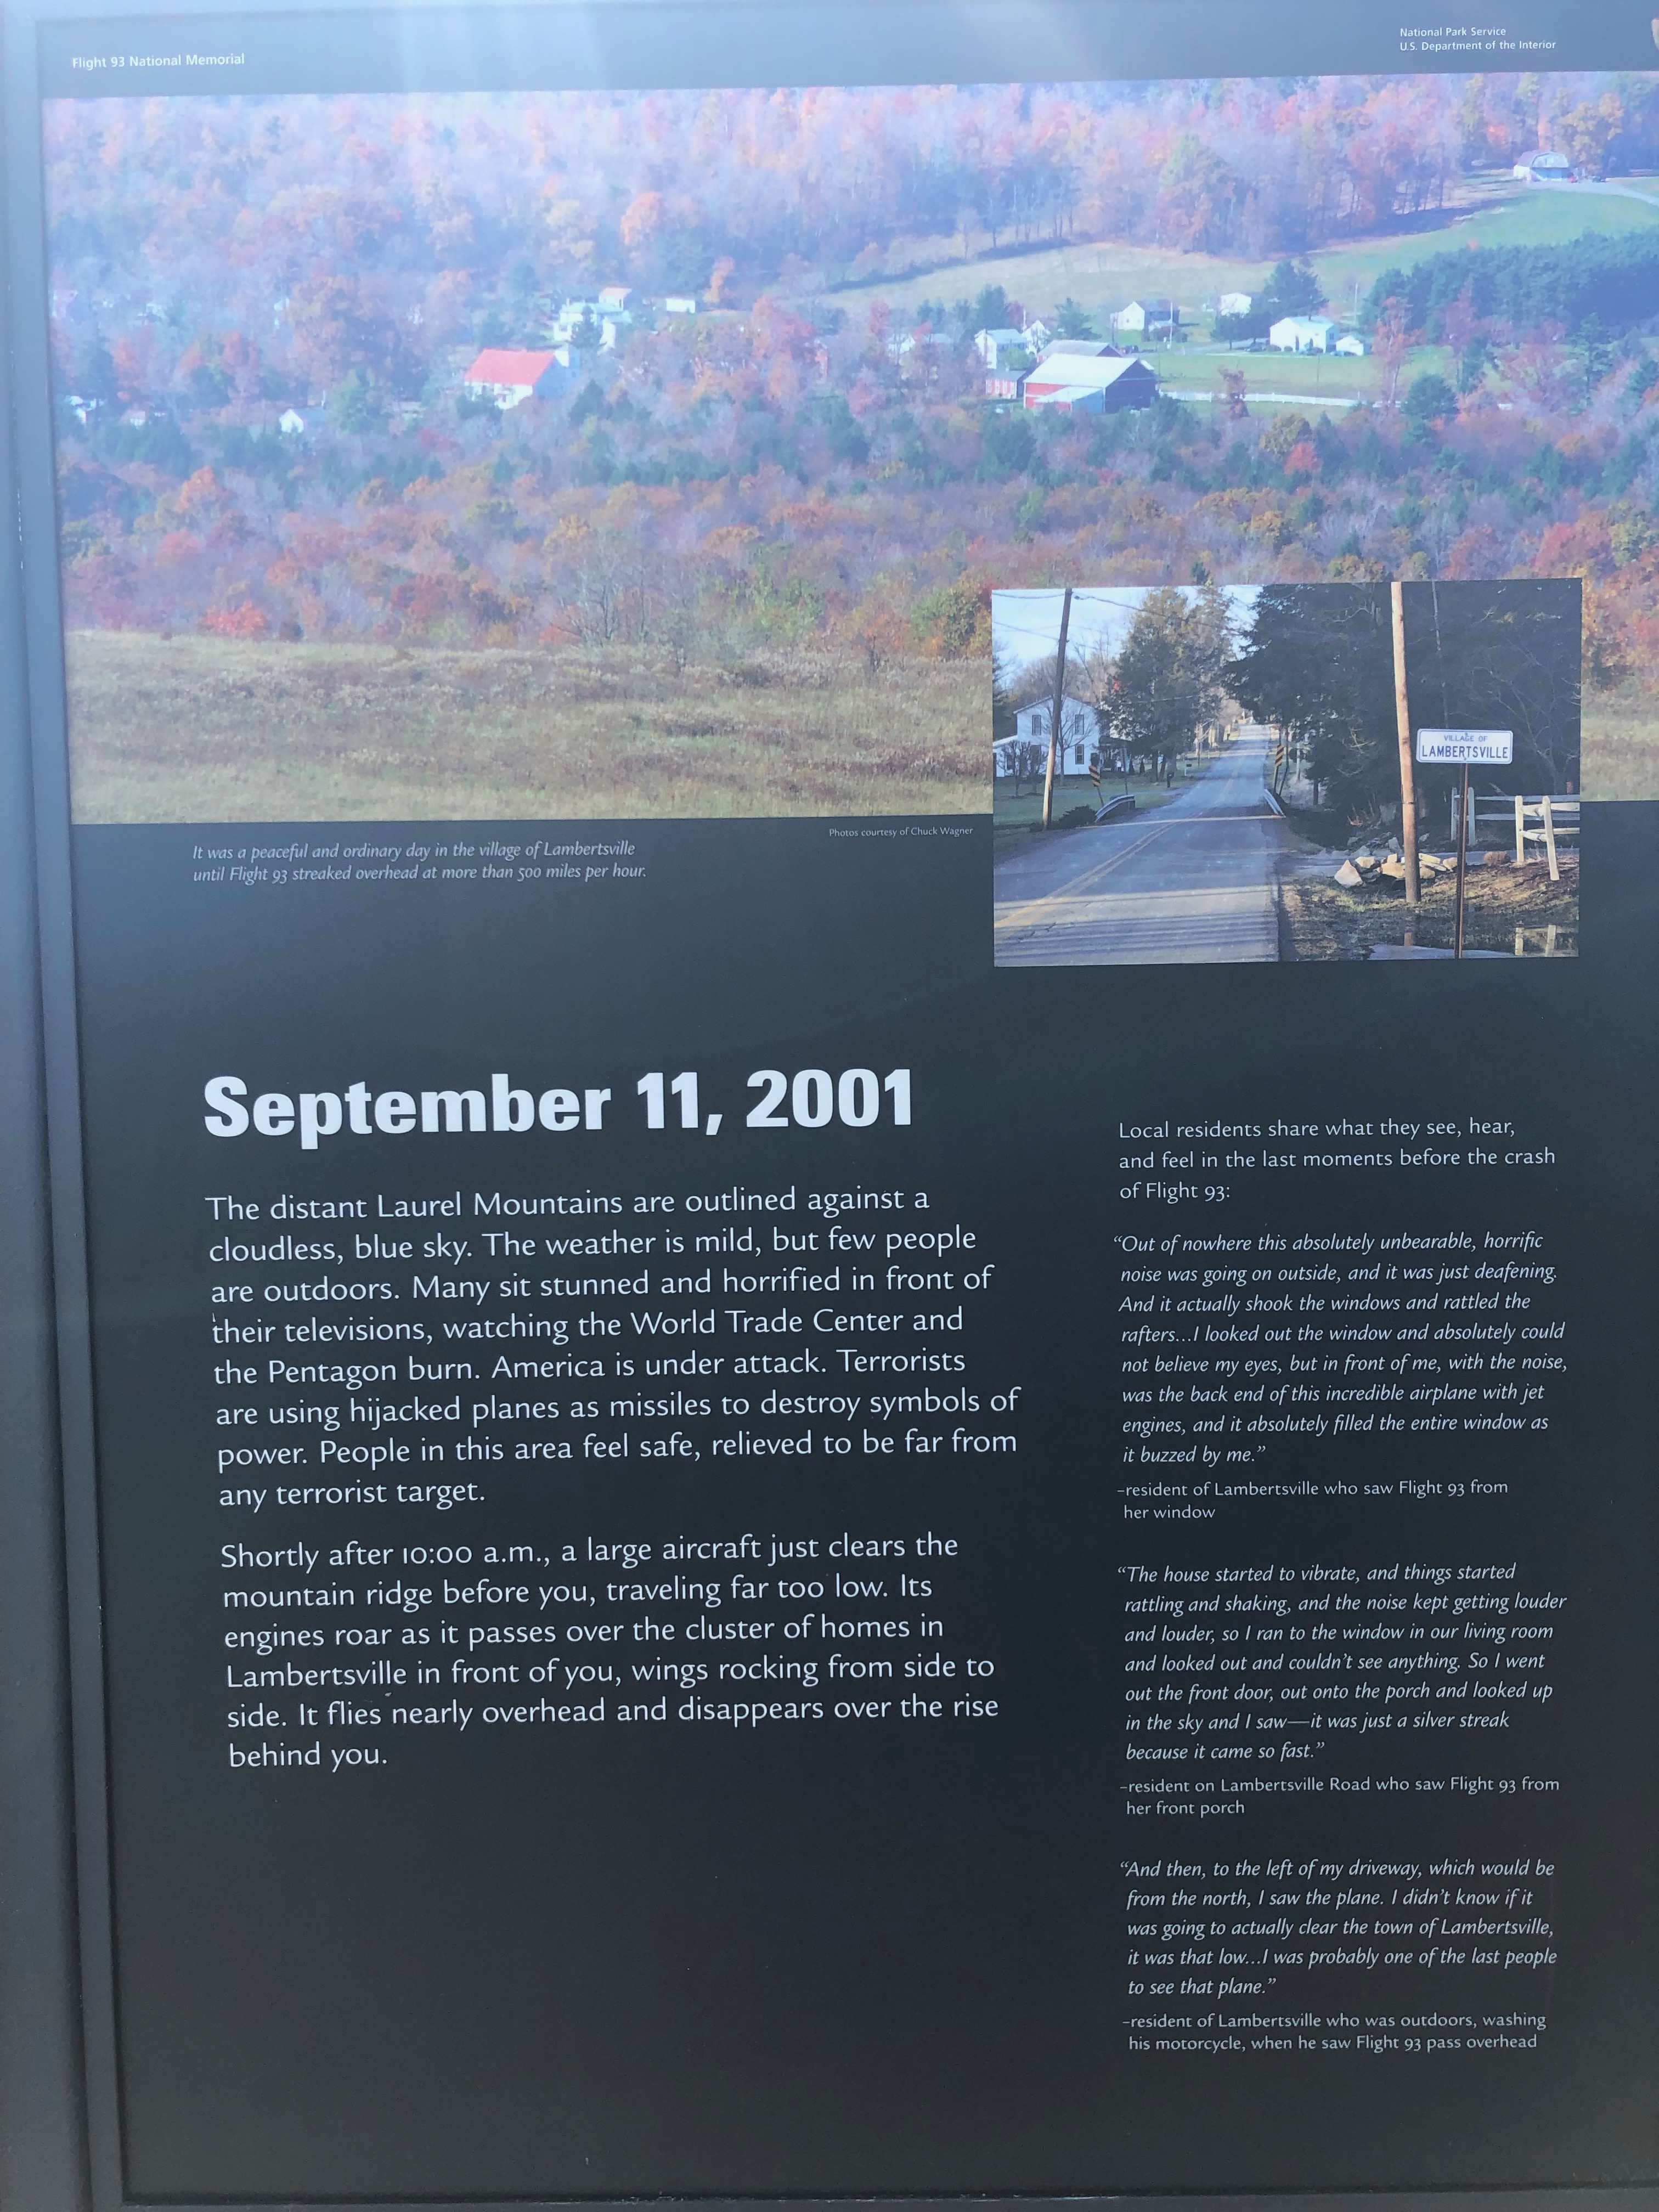 Flight 93 National Memorial
National Park Service
U.S. Department of the Interior
VILLAGE OF
LAMBERTSVILLE
Photos courtesy of Chuck Wagner
It was a peaceful and ordinary day in the village of Lambertsville
until Flight 93 streaked overhead at more than 500 miles per hour.
September 11, 2001
The distant Laurel Mountains are outlined against a
cloudless, blue sky. The weather is mild, but few people
are outdoors. Many sit stunned and horrified in front of
their televisions, watching the World Trade Center and
the Pentagon burn. America is under attack. Terrorists
are using hijacked planes as missiles to destroy symbols of
power. People in this area feel safe, relieved to be far from
any terrorist target.
Shortly after 10:00 a.m., a large aircraft just clears the
mountain ridge before you, traveling far too low. Its
engines roar as it passes over the cluster of homes in
Lambertsville in front of you, wings rocking from side to
side. It flies nearly overhead and disappears over the rise
behind you.
Local residents share what they see, hear,
and feel in the last moments before the crash
of Flight 93:
“Out of nowhere this absolutely unbearable, horrific
noise was going on outside, and it was just deafening.
And it actually shook the windows and rattled the
rafters...I looked out the window and absolutely could
not believe my eyes, but in front of me, with the noise,
was the back end of this incredible airplane with jet
engines, and it absolutely filled the entire window as
it buzzed by me.”
–resident of Lambertsville who saw Flight 93 from
her window
“The house started to vibrate, and things started
rattling and shaking, and the noise kept getting louder
and louder, so I ran to the window in our living room
and looked out and couldn’t see anything. So I went
out the front door, out onto the porch and looked up
in the sky and I saw—it was just a silver streak
because it came so fast.”
–resident on Lambertsville Road who saw Flight 93 from
her front porch
“And then, to the left of my driveway, which would be
from the north, I saw the plane. I didn’t know if it
was going to actually clear the town of Lambertsville,
it was that low...I was probably one of the last people
to see that plane.”
–resident of Lambertsville who was outdoors, washing
his motorcycle, when he saw Flight 93 pass overhead